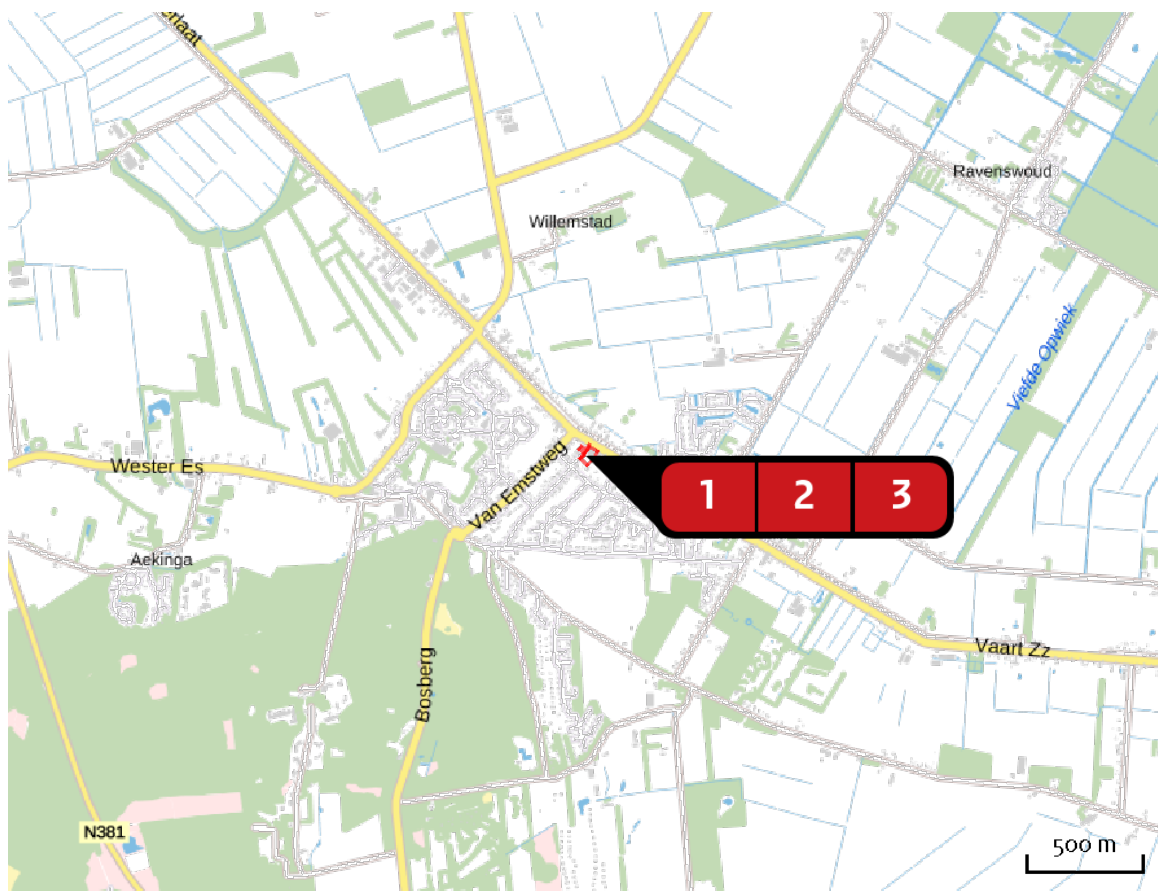 Ravenswoud
Willemstad
Vierde Opwiek
Van Emstweg
Wester Es
1 2 3
Aekinga
Vaart Zz
Bosberg
N381
500 m